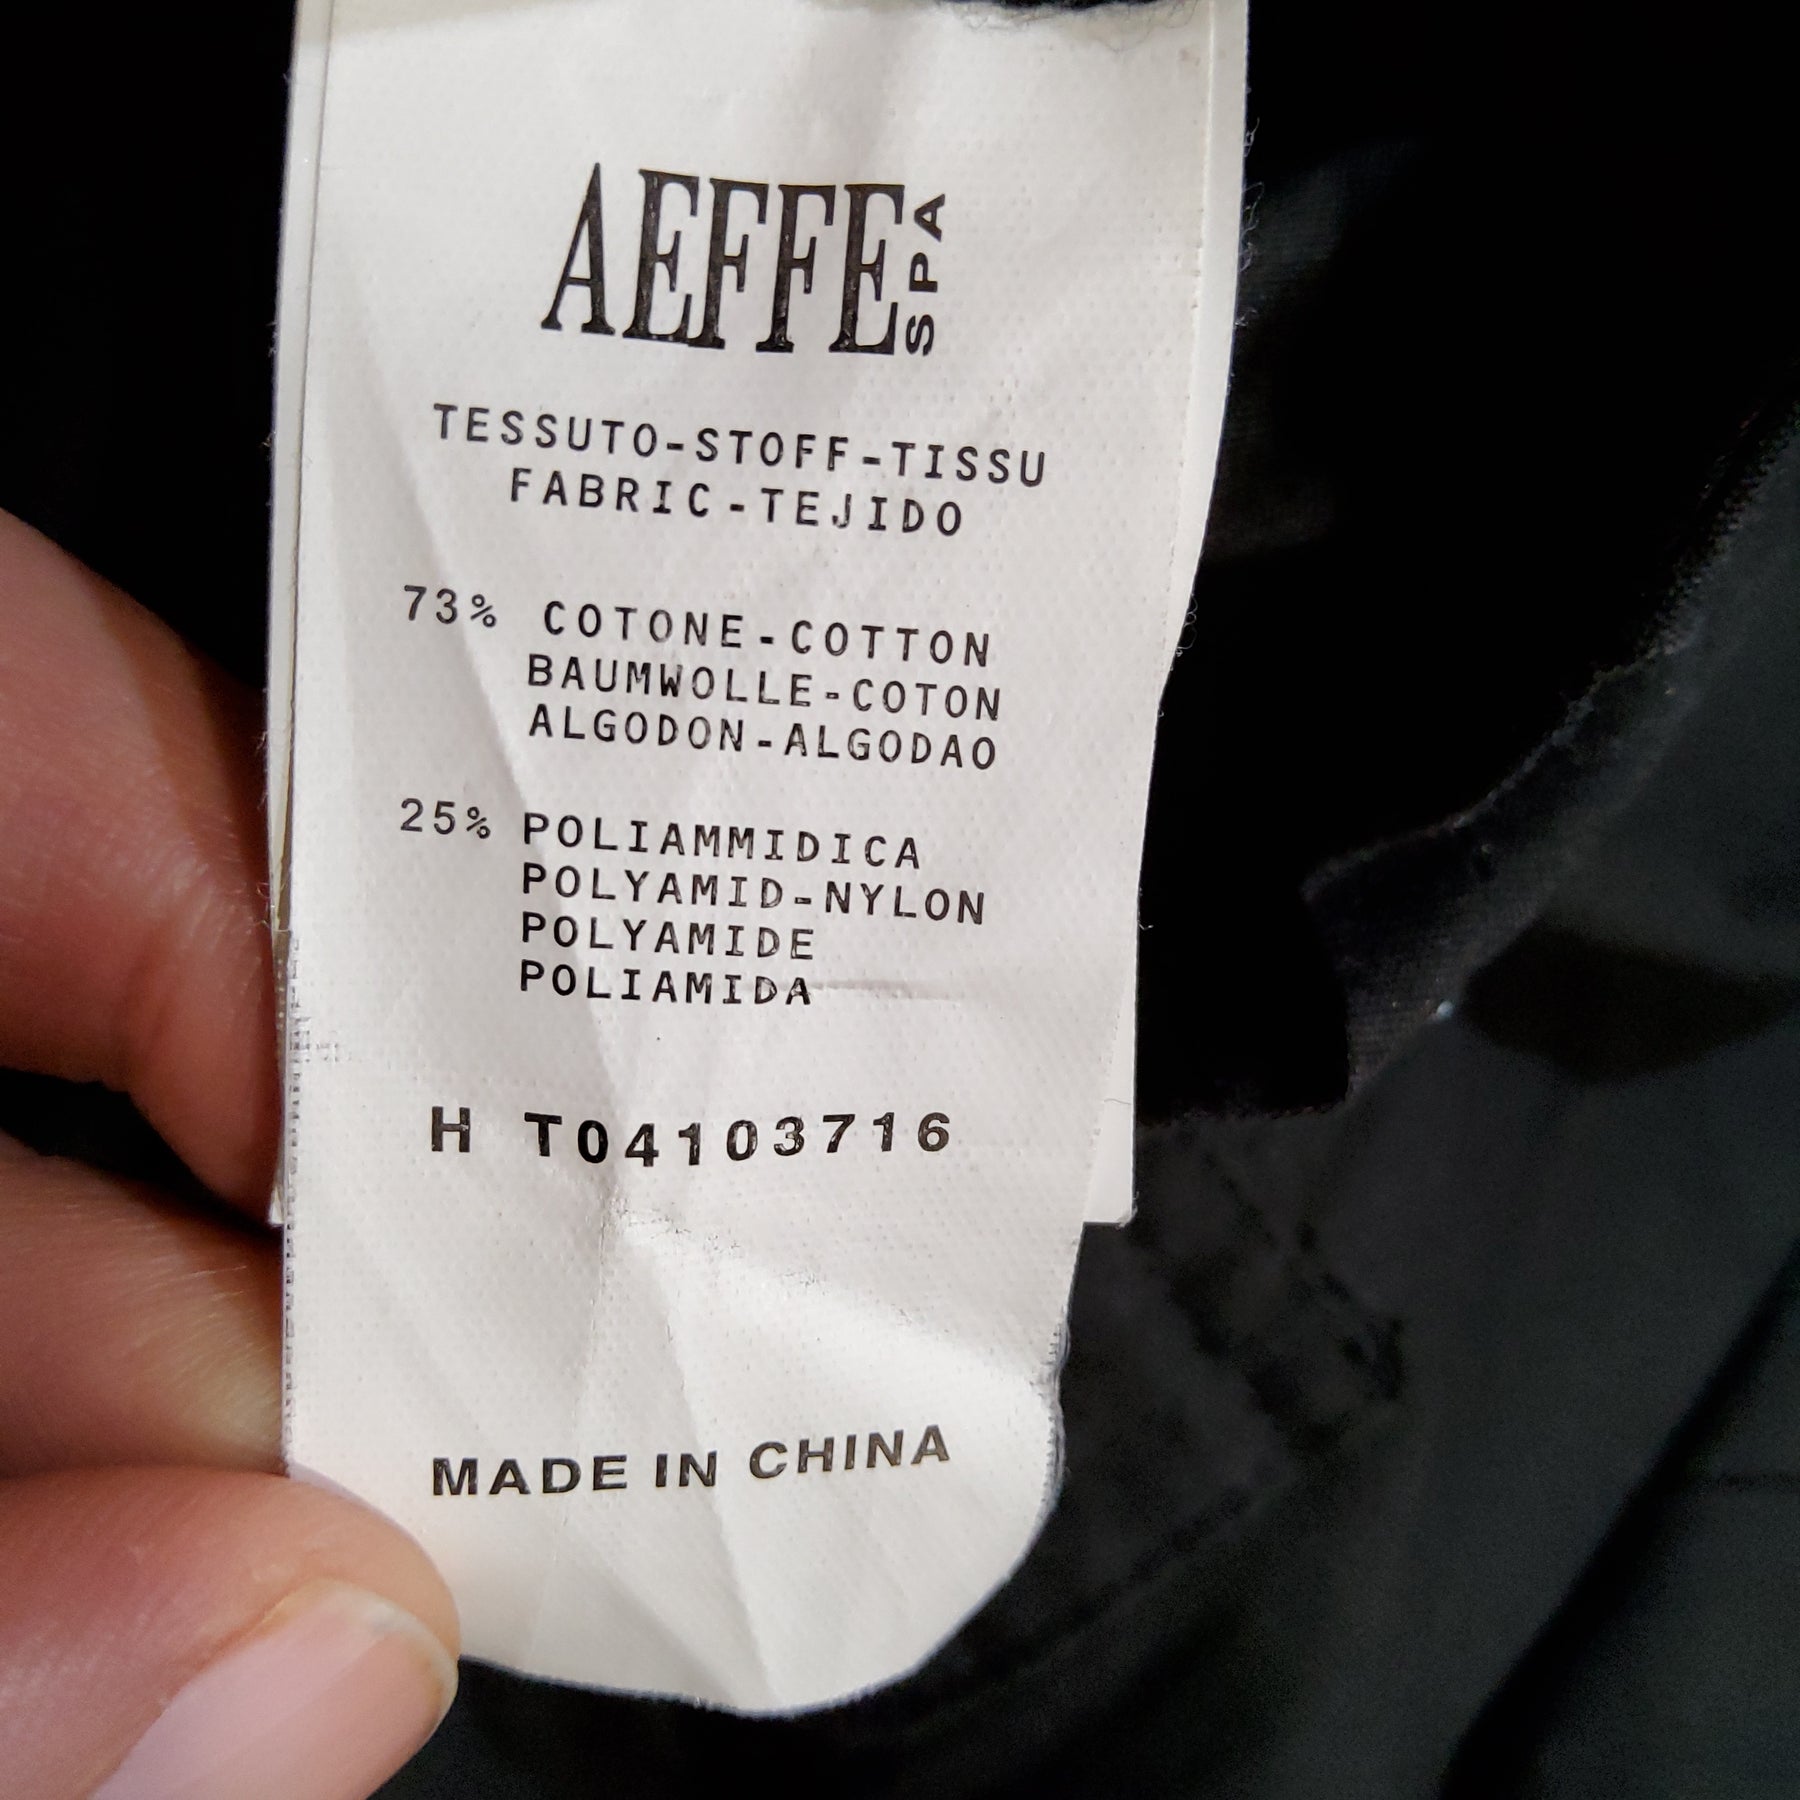 AEFFE SPA
TESSUTO-STOFF-TISSU
FABRIC-TEJIDO
73% COTONE-COTTON
BAUMWOLLE-COTON
ALGODON-ALGODAO
25% POLIAMMIDICA
POLYAMID-NYLON
POLYAMIDE
POLIAMIDA
H T04103716
MADE IN CHINA